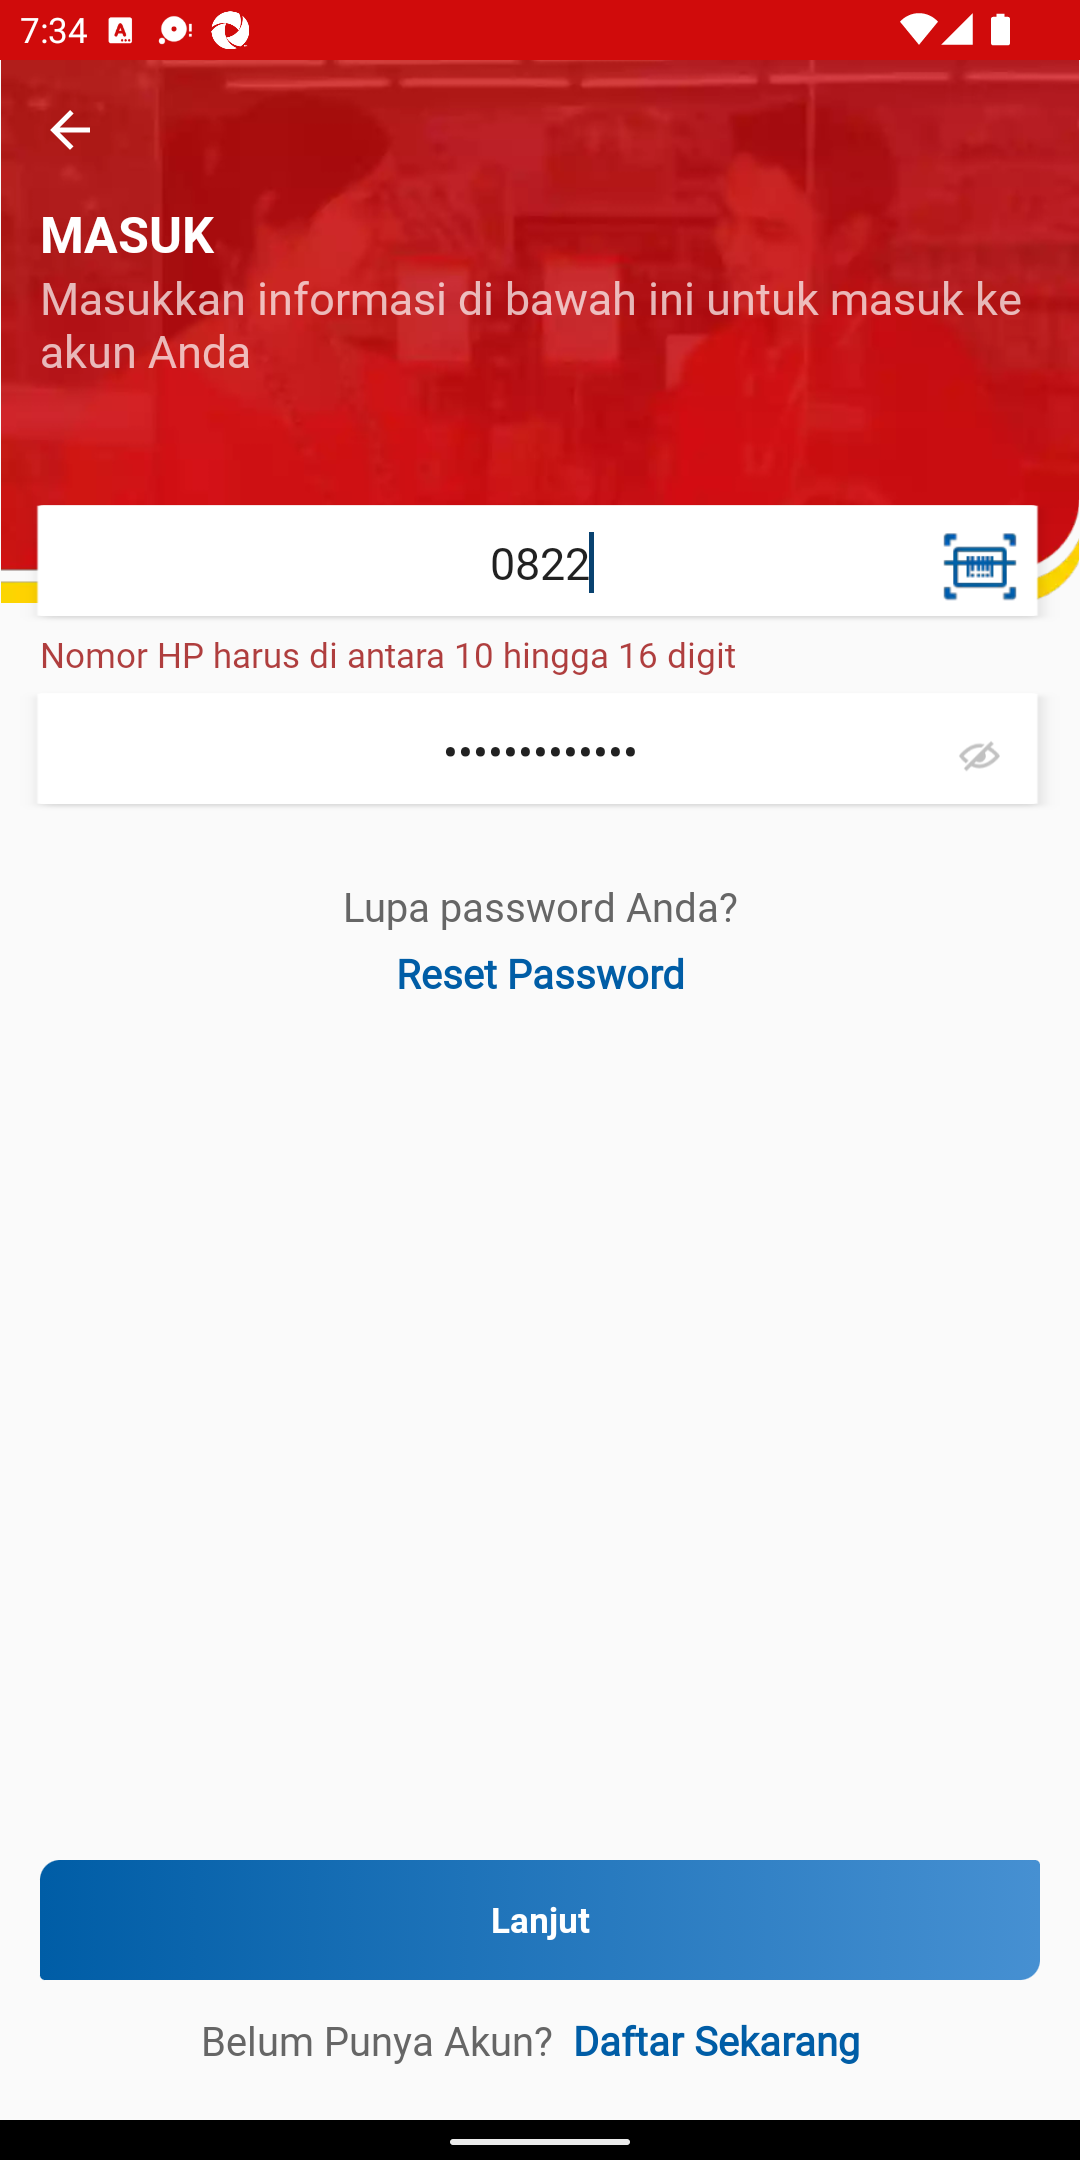 7:34
MASUK
Masukkan informasi di bawah ini untuk masuk ke
akun Anda
0822
Nomor HP harus di antara 10 hingga 16 digit
•••••••••••••
Lupa password Anda?
Reset Password
Lanjut
Belum Punya Akun? Daftar Sekarang